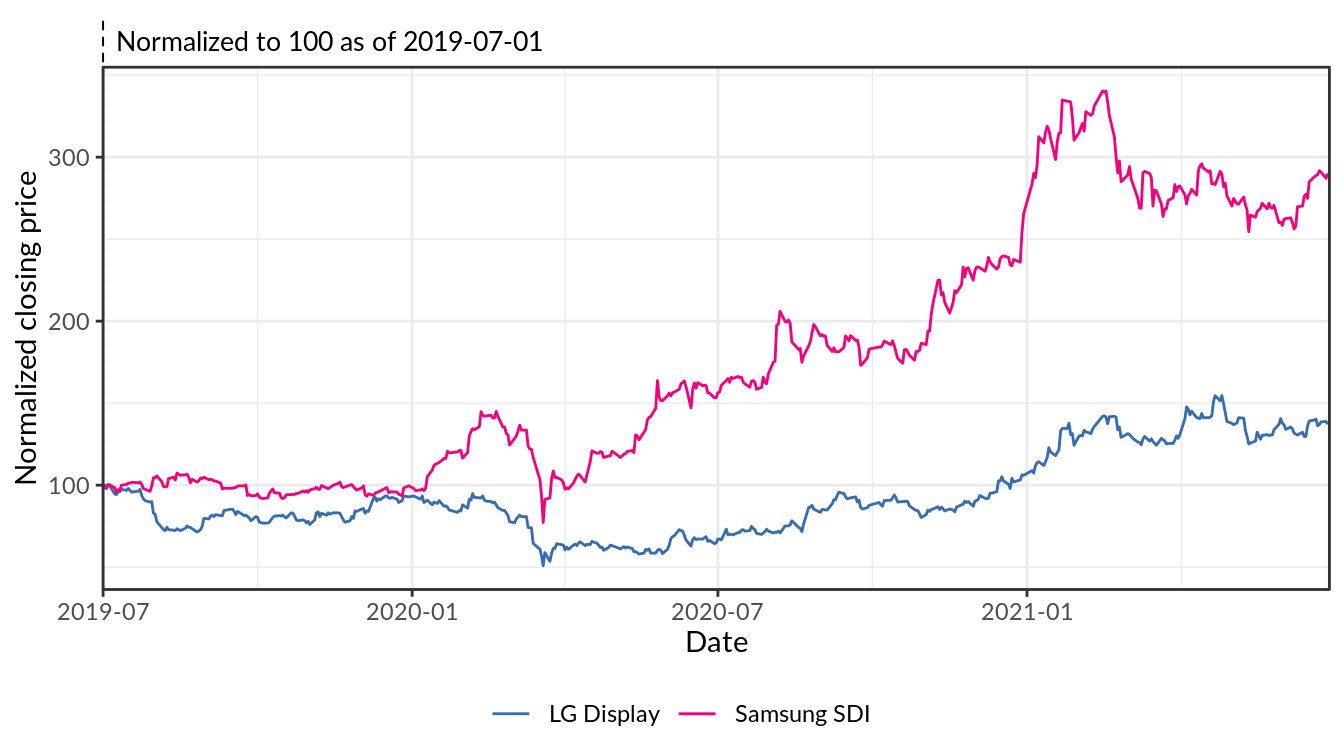 Normalized to 100 as of 2019-07-01
Normalized closing price
300
200
100
2019-07
2020-01
2020-07
2021-01
Date
LG Display
Samsung SDI